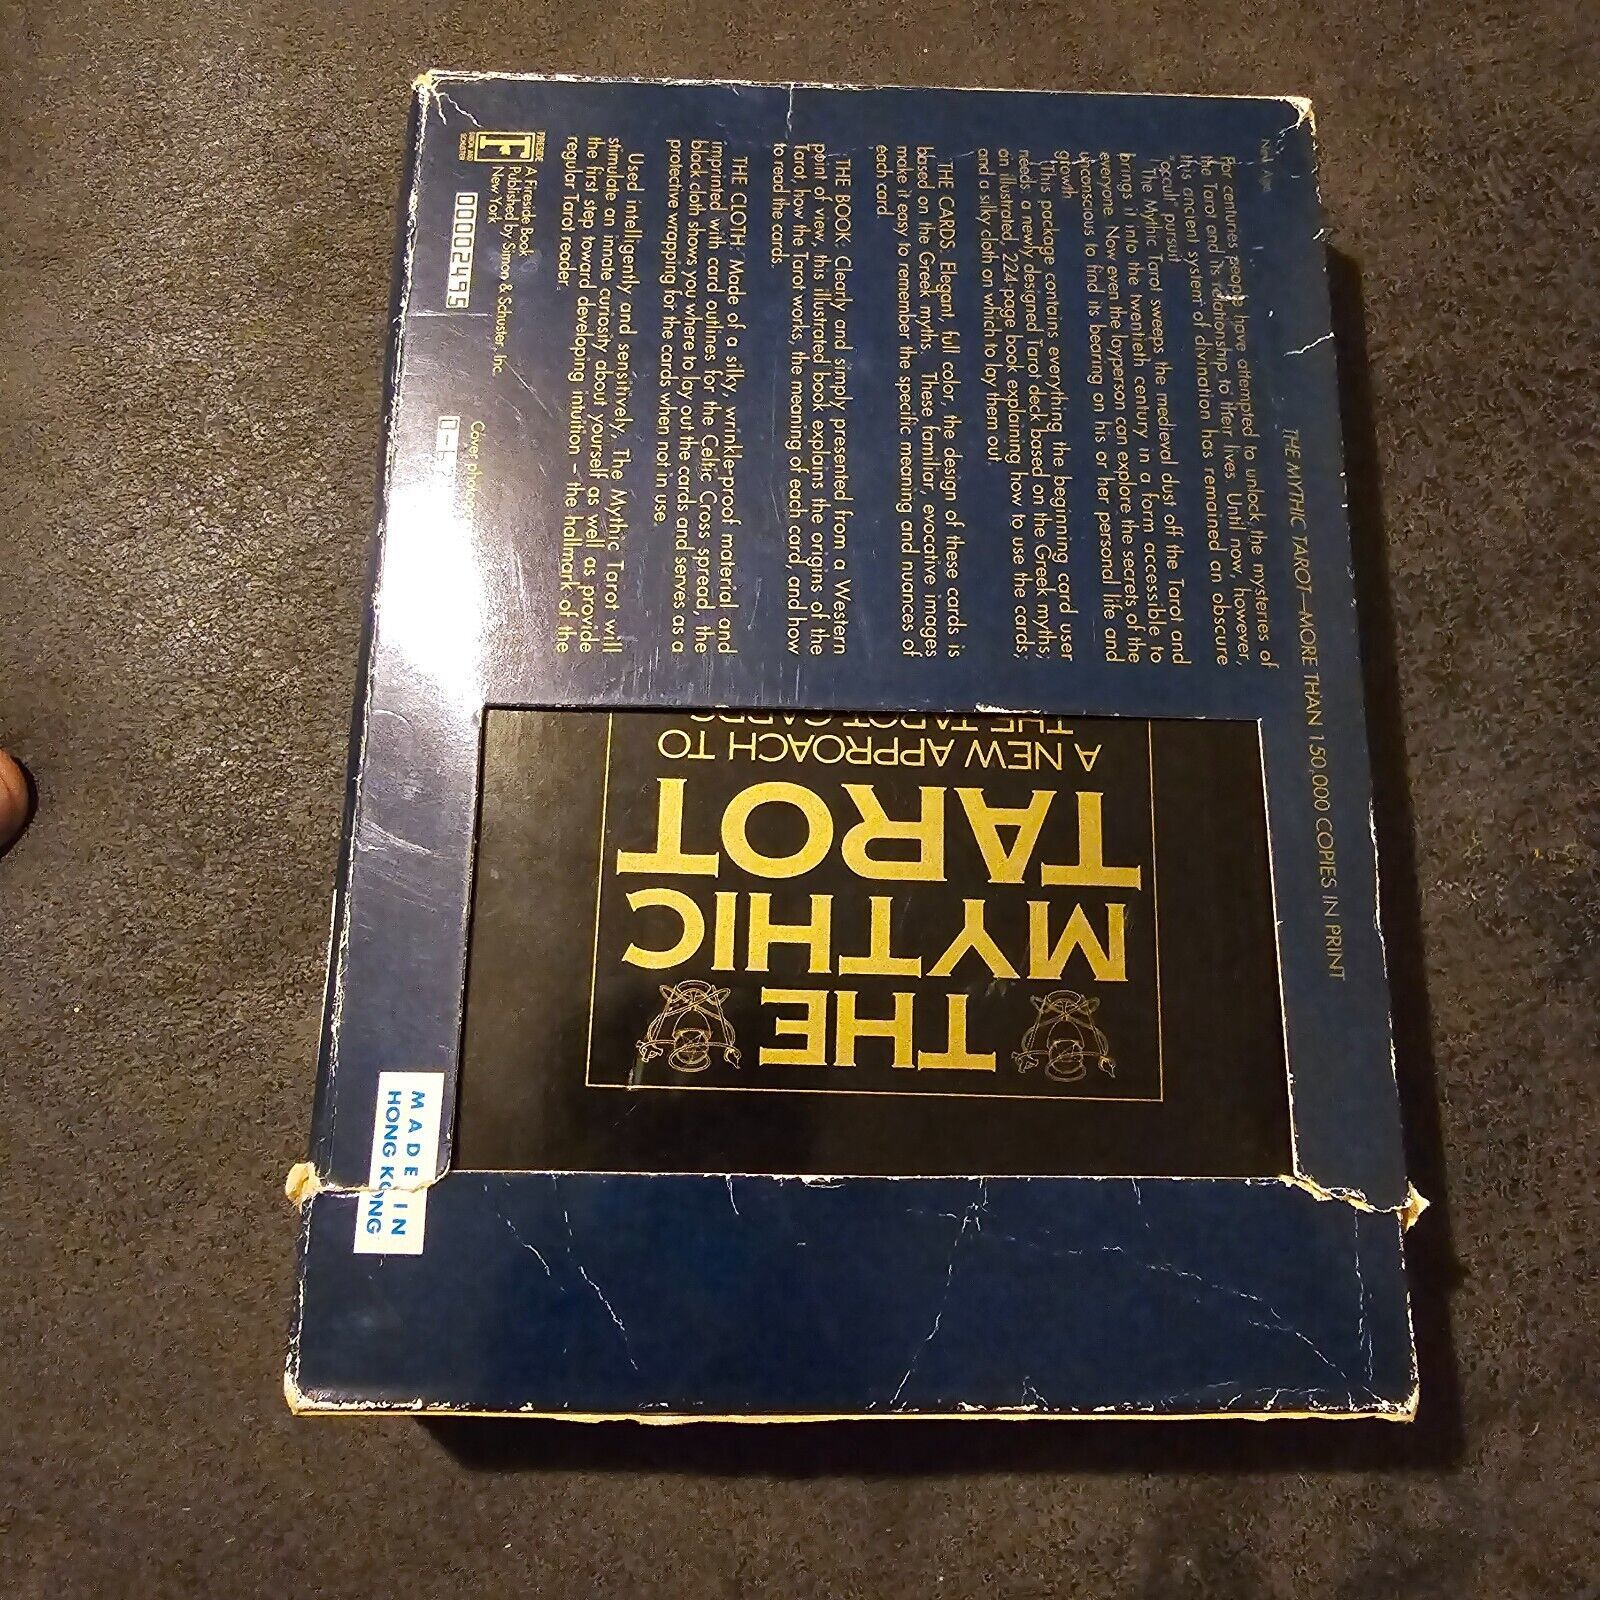 THE MYTHIC TAROT—MORE THAN 150,000 COPIES IN PRINT
New Age
For centuries people have attempted to unlock the mysteries of
the Tarot and its relationship to their lives. Until now, however,
this ancient system of divination has remained an obscure
"occult" pursuit.
The Mythic Tarot sweeps the medieval dust off the Tarot and
brings it into the twentieth century in a form accessible to
everyone. Now even the layperson can explore the secrets of the
unconscious to find its bearing on his or her personal life and
growth.
This package contains everything the beginning card user
needs: a newly designed Tarot deck based on the Greek myths;
an illustrated, 224-page book explaining how to use the cards;
and a silky cloth on which to lay them out.
THE CARDS: Elegant, full color, the design of these cards is
based on the Greek myths. These familiar, evocative images
make it easy to remember the specific meaning and nuances of
each card.
THE BOOK: Clearly and simply presented from a Western
point of view, this illustrated book explains the origins of the
Tarot, how the Tarot works, the meaning of each card, and how
to read the cards.
THE CLOTH: Made of a silky, wrinkle-proof material and
imprinted with card outlines for the Celtic Cross spread, the
black cloth shows you where to lay out the cards and serves as a
protective wrapping for the cards when not in use.
Used intelligently and sensitively, The Mythic Tarot will
stimulate an innate curiosity about yourself as well as provide
the first step toward developing intuition – the hallmark of the
regular Tarot reader.
FIRESIDE
F
SIMON AND
SCHUSTER
A Fireside Book
Published by Simon & Schuster, Inc.
New York
00002495
Cover
THE
MYTHIC
TAROT
A NEW APPROACH TO
THE TAROT CARDS
MADE IN
HONG KONG